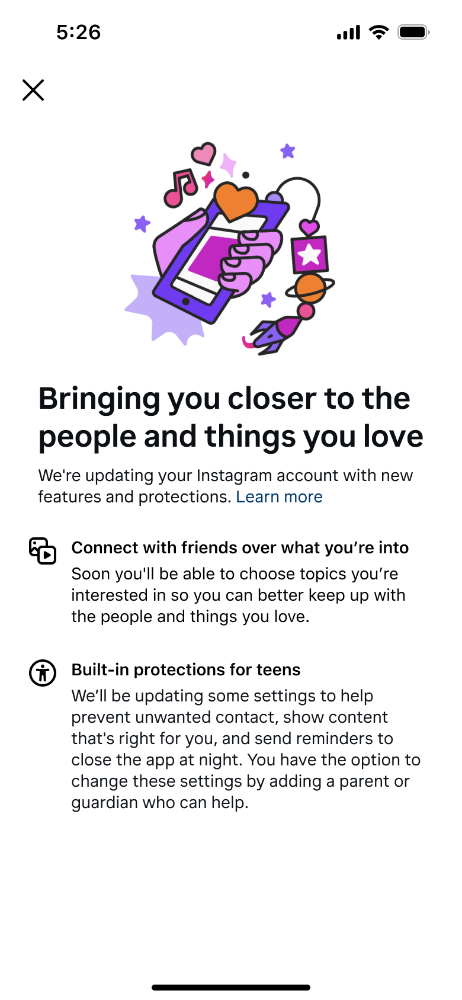 5:26
Bringing you closer to the
people and things you love
We're updating your Instagram account with new
features and protections. Learn more
Connect with friends over what you’re into
Soon you'll be able to choose topics you’re
interested in so you can better keep up with
the people and things you love.
Built-in protections for teens
We’ll be updating some settings to help
prevent unwanted contact, show content
that's right for you, and send reminders to
close the app at night. You have the option to
change these settings by adding a parent or
guardian who can help.